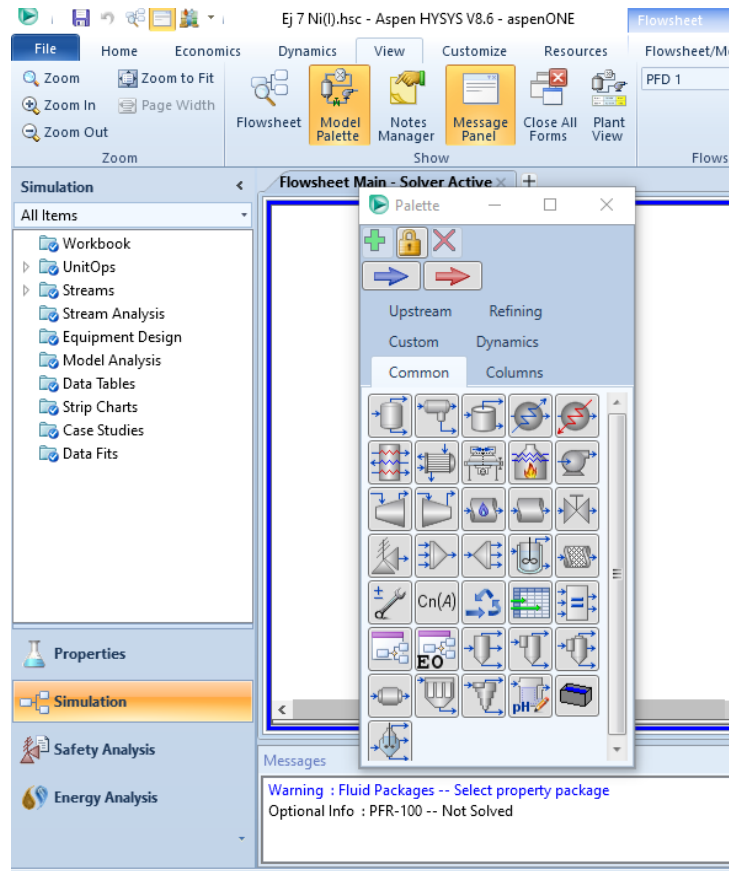 Ej 7 Ni(l).hsc - Aspen HYSYS V8.6 - aspenONE
Flowsheet
File Home Economics Dynamics View Customize Resources Flowsheet/M
Zoom Zoom to Fit
Zoom In Page Width
Zoom Out
Zoom
Flowsheet
Model Palette
Notes Manager
Message Panel
Close All Forms
Plant View
Show
PFD 1
Flows
Simulation <
All Items
Workbook
UnitOps
Streams
Stream Analysis
Equipment Design
Model Analysis
Data Tables
Strip Charts
Case Studies
Data Fits
Properties
Simulation
Safety Analysis
Energy Analysis
Flowsheet Main - Solver Active
Palette
Upstream Refining
Custom Dynamics
Common Columns
Cn(A)
EO
pH
Messages
Warning : Fluid Packages -- Select property package
Optional Info : PFR-100 -- Not Solved